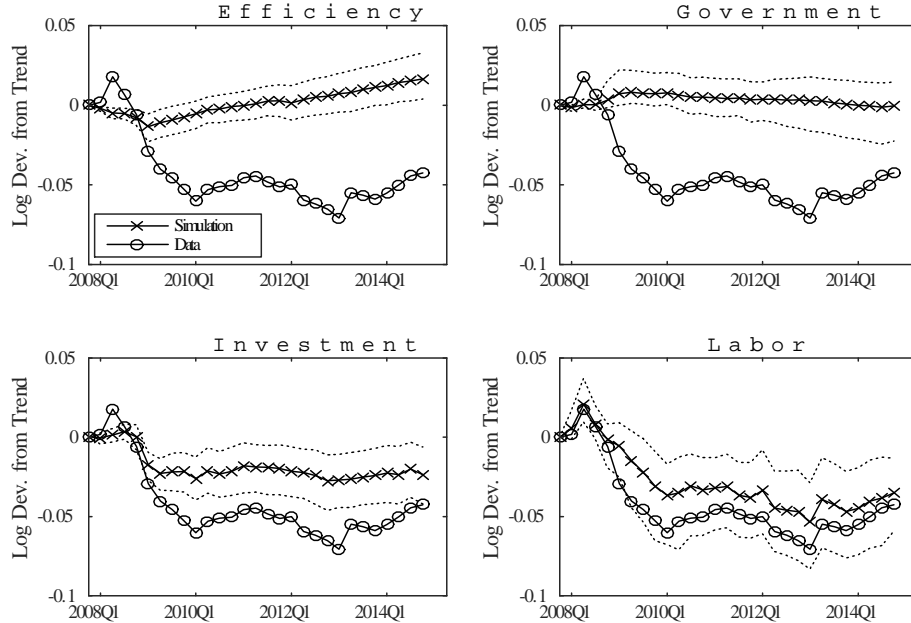 Efficiency
0.05
0
-0.05
-0.1
Log Dev. from Trend
Simulation
Data
2008Q1 2010Q1 2012Q1 2014Q1
Government
0.05
0
-0.05
-0.1
Log Dev. from Trend
2008Q1 2010Q1 2012Q1 2014Q1
Investment
0.05
0
-0.05
-0.1
Log Dev. from Trend
2008Q1 2010Q1 2012Q1 2014Q1
Labor
0.05
0
-0.05
-0.1
Log Dev. from Trend
2008Q1 2010Q1 2012Q1 2014Q1